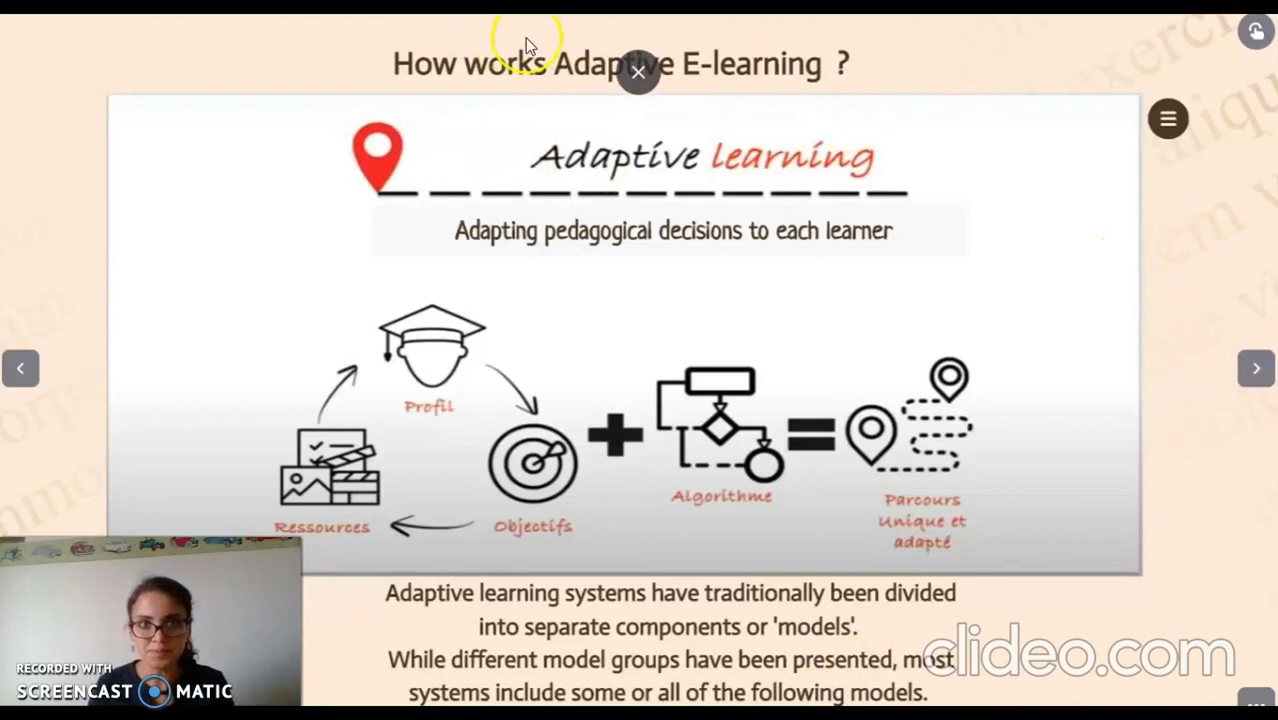 How works Adaptive E-learning ?
Adaptive learning
Adapting pedagogical decisions to each learner
Profil
Ressources
Objectifs
Algorithme
Parcours
Unique et
adapté
Adaptive learning systems have traditionally been divided
into separate components or 'models'.
While different model groups have been presented, most
systems include some or all of the following models.
clideo.com
RECORDED WITH
SCREENCAST MATIC